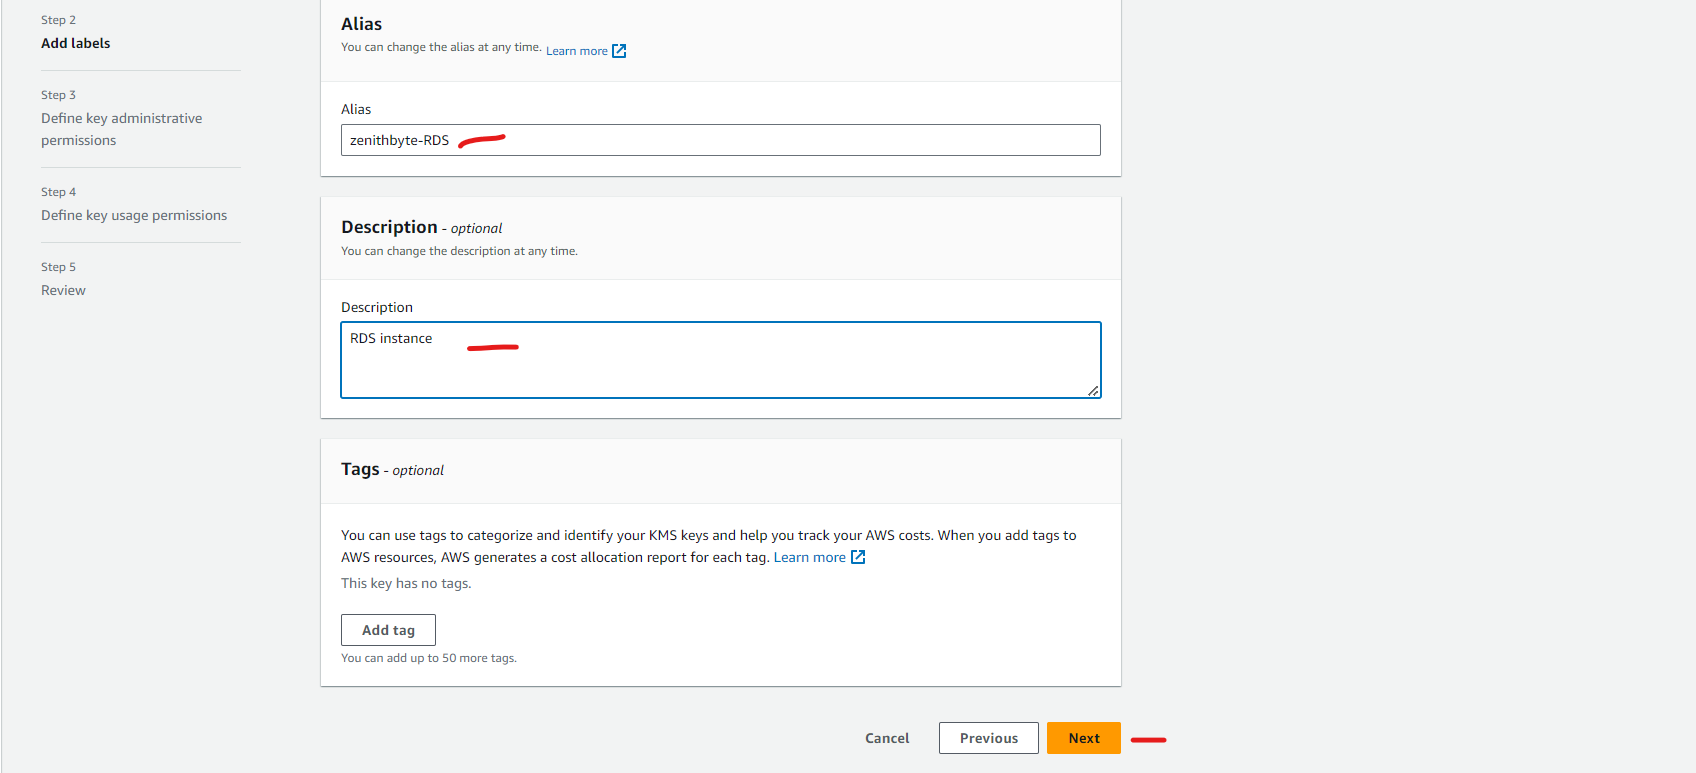 Step 2
Add labels
Step 3
Define key administrative
permissions
Step 4
Define key usage permissions
Step 5
Review
Alias
You can change the alias at any time. Learn more
Alias
zenithbyte-RDS
Description - optional
You can change the description at any time.
Description
RDS instance
Tags - optional
You can use tags to categorize and identify your KMS keys and help you track your AWS costs. When you add tags to
AWS resources, AWS generates a cost allocation report for each tag. Learn more
This key has no tags.
Add tag
You can add up to 50 more tags.
Cancel Previous Next